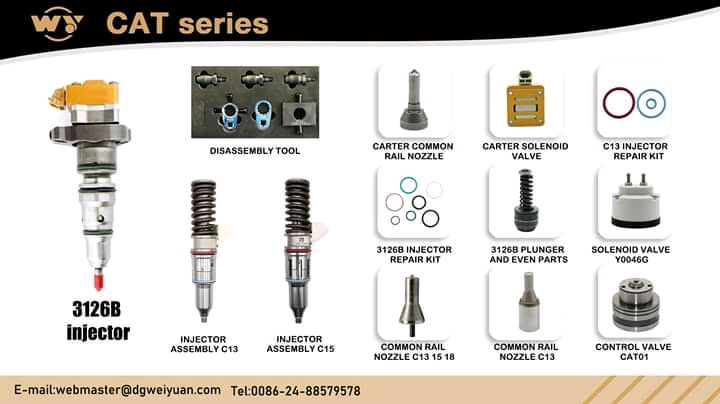 WY CAT series
DISASSEMBLY TOOL
CARTER COMMON
RAIL NOZZLE
CARTER SOLENOID
VALVE
C13 INJECTOR
REPAIR KIT
3126B INJECTOR
REPAIR KIT
3126B PLUNGER
AND EVEN PARTS
SOLENOID VALVE
Y0046G
3126B
injector
INJECTOR
ASSEMBLY C13
INJECTOR
ASSEMBLY C15
COMMON RAIL
NOZZLE C13 15 18
COMMON RAIL
NOZZLE C13
CONTROL VALVE
CAT01
E-mail:webmaster@dgweiyuan.com Tel:0086-24-88579578